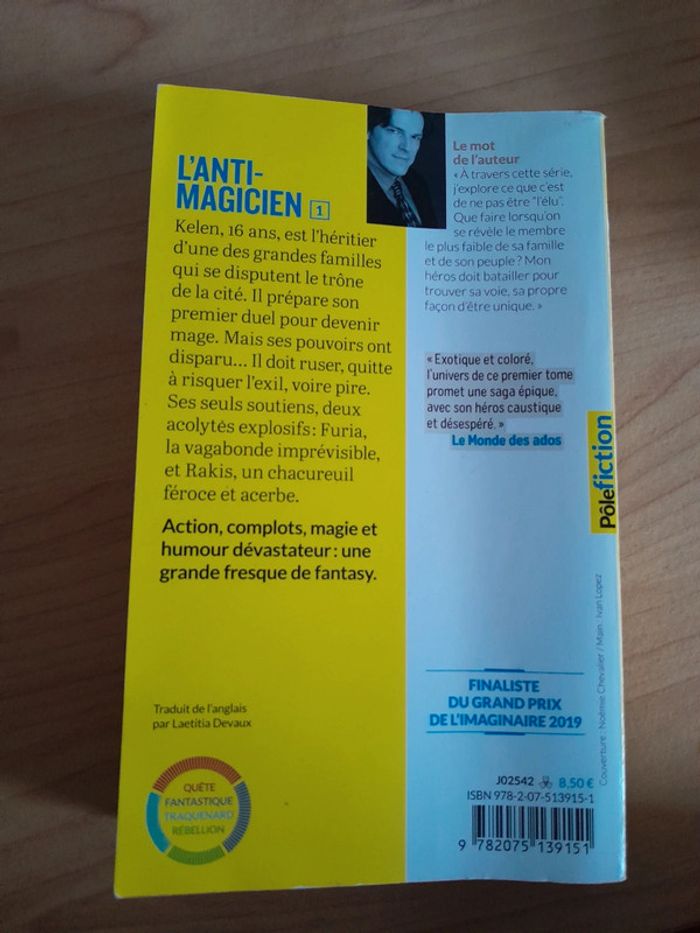 L'ANTI-
MAGICIEN 1
Kelen, 16 ans, est l'héritier
d'une des grandes familles
qui se disputent le trône
de la cité. Il prépare son
premier duel pour devenir
mage. Mais ses pouvoirs ont
disparu... Il doit ruser, quitte
à risquer l'exil, voire pire.
Ses seuls soutiens, deux
acolytes explosifs : Furia,
la vagabonde imprévisible,
et Rakis, un chacureuil
féroce et acerbe.
Action, complots, magie et
humour dévastateur : une
grande fresque de fantasy.
Traduit de l'anglais
par Laetitia Devaux
QUÊTE
FANTASTIQUE
TRAQUENARD
RÉBELLION
Le mot
de l'auteur
« À travers cette série,
j'explore ce que c'est
de ne pas être "l'élu".
Que faire lorsqu'on
se révèle le membre
le plus faible de sa famille
et de son peuple ? Mon
héros doit batailler pour
trouver sa voie, sa propre
façon d'être unique. »
« Exotique et coloré,
l'univers de ce premier tome
promet une saga épique,
avec son héros caustique
et désespéré. »
Le Monde des ados
Pôlefiction
Couverture : Noëmie Chevalier / Main : Ivan Lopez
FINALISTE
DU GRAND PRIX
DE L'IMAGINAIRE 2019
J02542 8,50 €
ISBN 978-2-07-513915-1
9 782075 139151